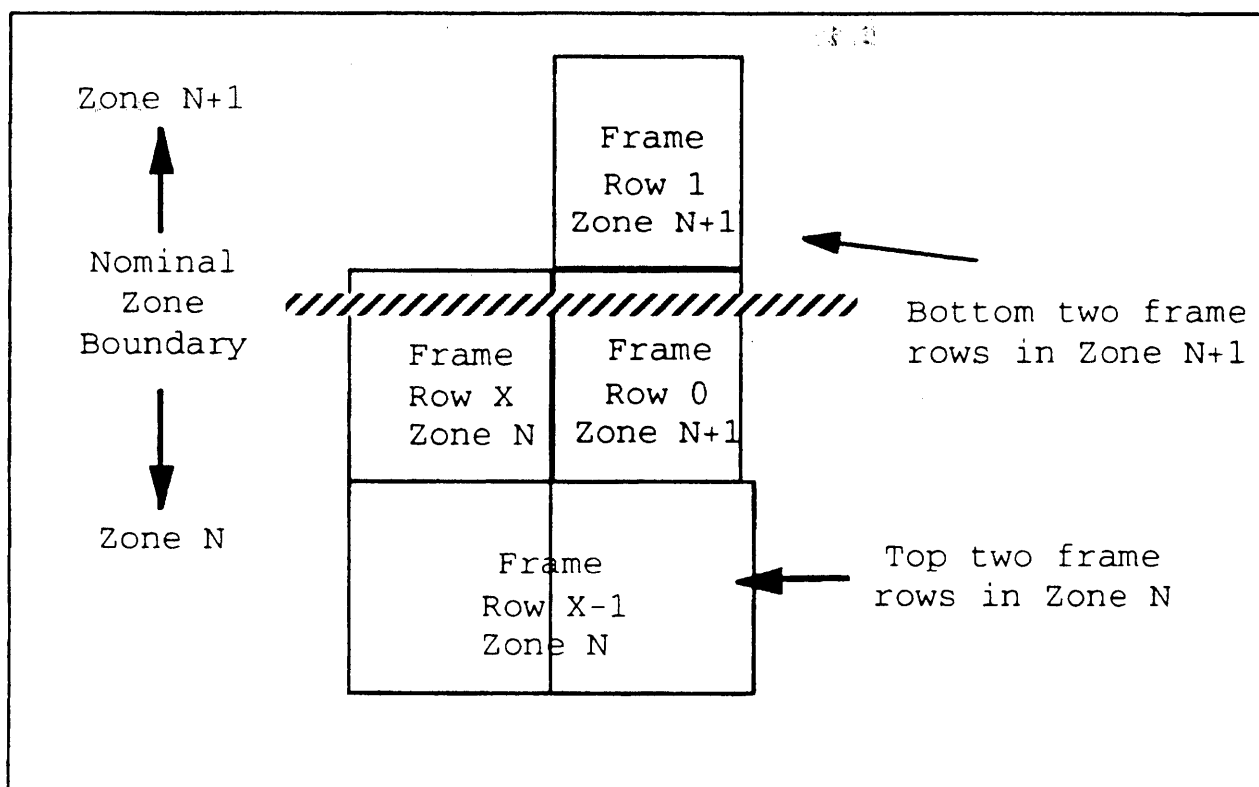 Zone N+1
Nominal
Zone
Boundary
Zone N
Frame
Row 1
Zone N+1
Frame
Row X
Zone N
Frame
Row 0
Zone N+1
Frame
Row X-1
Zone N
Bottom two frame
rows in Zone N+1
Top two frame
rows in Zone N